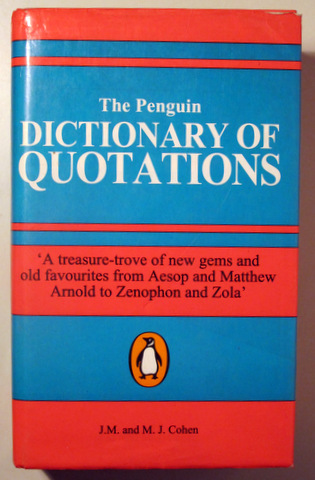 The Penguin
DICTIONARY OF
QUOTATIONS
‘A treasure-trove of new gems and
old favourites from Aesop and Matthew
Arnold to Zenophon and Zola’
J.M. and M. J. Cohen